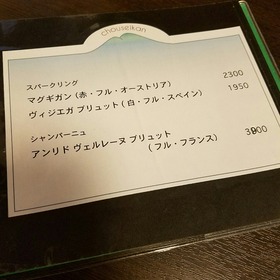 chouseikan
スパークリング
マグギガン (赤・フル・オーストリア) 2300
ヴィジエガ ブリュット (白・フル・スペイン) 1950
シャンパーニュ
アンリド ヴェルレーヌ ブリュット
(フル・フランス)